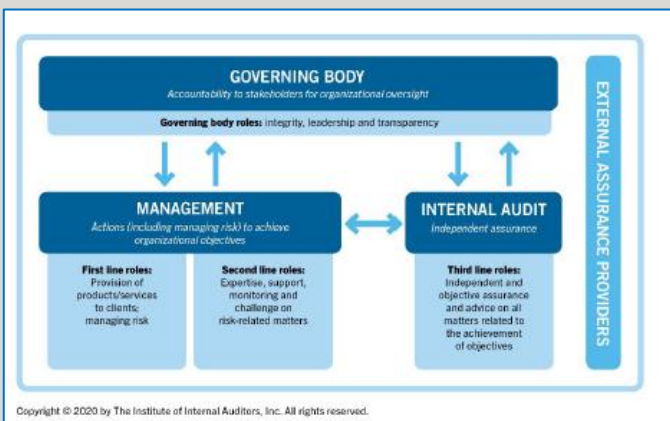 GOVERNING BODY
Accountability to stakeholders for organizational oversight
Governing body roles: integrity, leadership and transparency
MANAGEMENT
Actions (including managing risk) to achieve
organizational objectives
First line roles:
Provision of
products/services
to clients;
managing risk
Second line roles:
Expertise, support,
monitoring and
challenge on
risk-related matters
INTERNAL AUDIT
Independent assurance
Third line roles:
Independent and
objective assurance
and advice on all
matters related to
the achievement
of objectives
EXTERNAL ASSURANCE PROVIDERS
Copyright © 2020 by The Institute of Internal Auditors, Inc. All rights reserved.